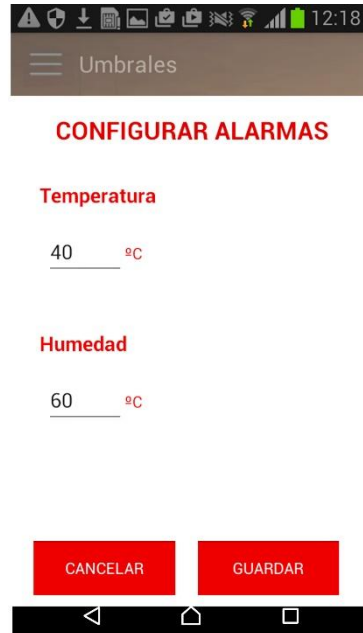 12:18
Umbrales
CONFIGURAR ALARMAS
Temperatura
40 ºC
Humedad
60 ºC
CANCELAR GUARDAR